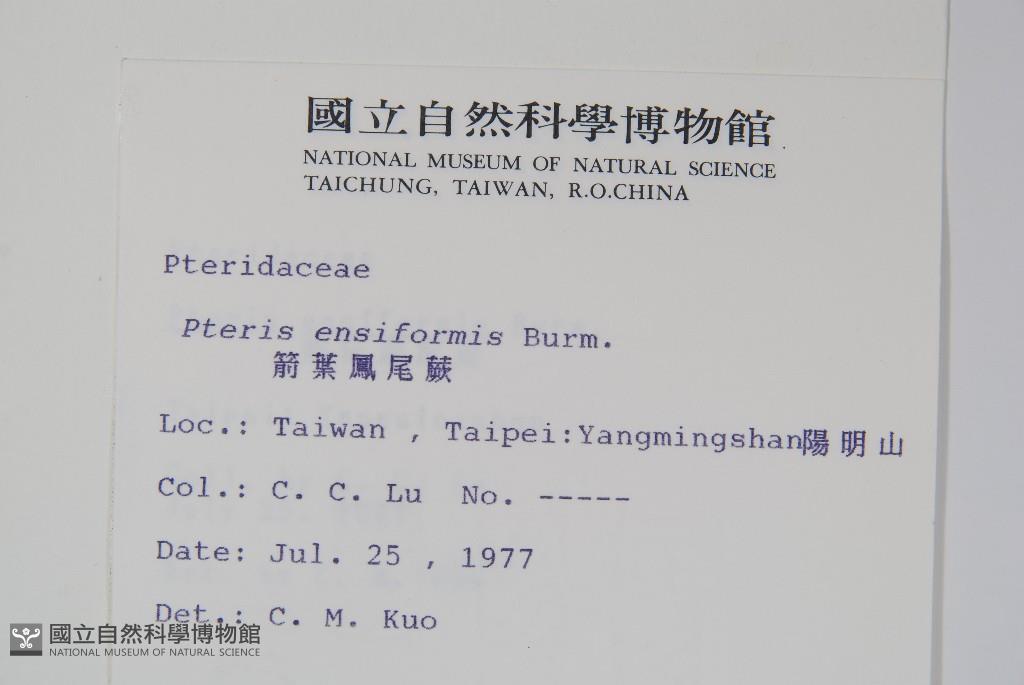 國立自然科學博物館
NATIONAL MUSEUM OF NATURAL SCIENCE
TAICHUNG, TAIWAN, R.O.CHINA
Pteridaceae
Pteris ensiformis Burm.
箭葉鳳尾蕨
Loc.: Taiwan , Taipei:Yangmingshan陽明山
Col.: C. C. Lu No. -----
Date: Jul. 25 , 1977
Det.: C. M. Kuo
國立自然科學博物館
NATIONAL MUSEUM OF NATURAL SCIENCE